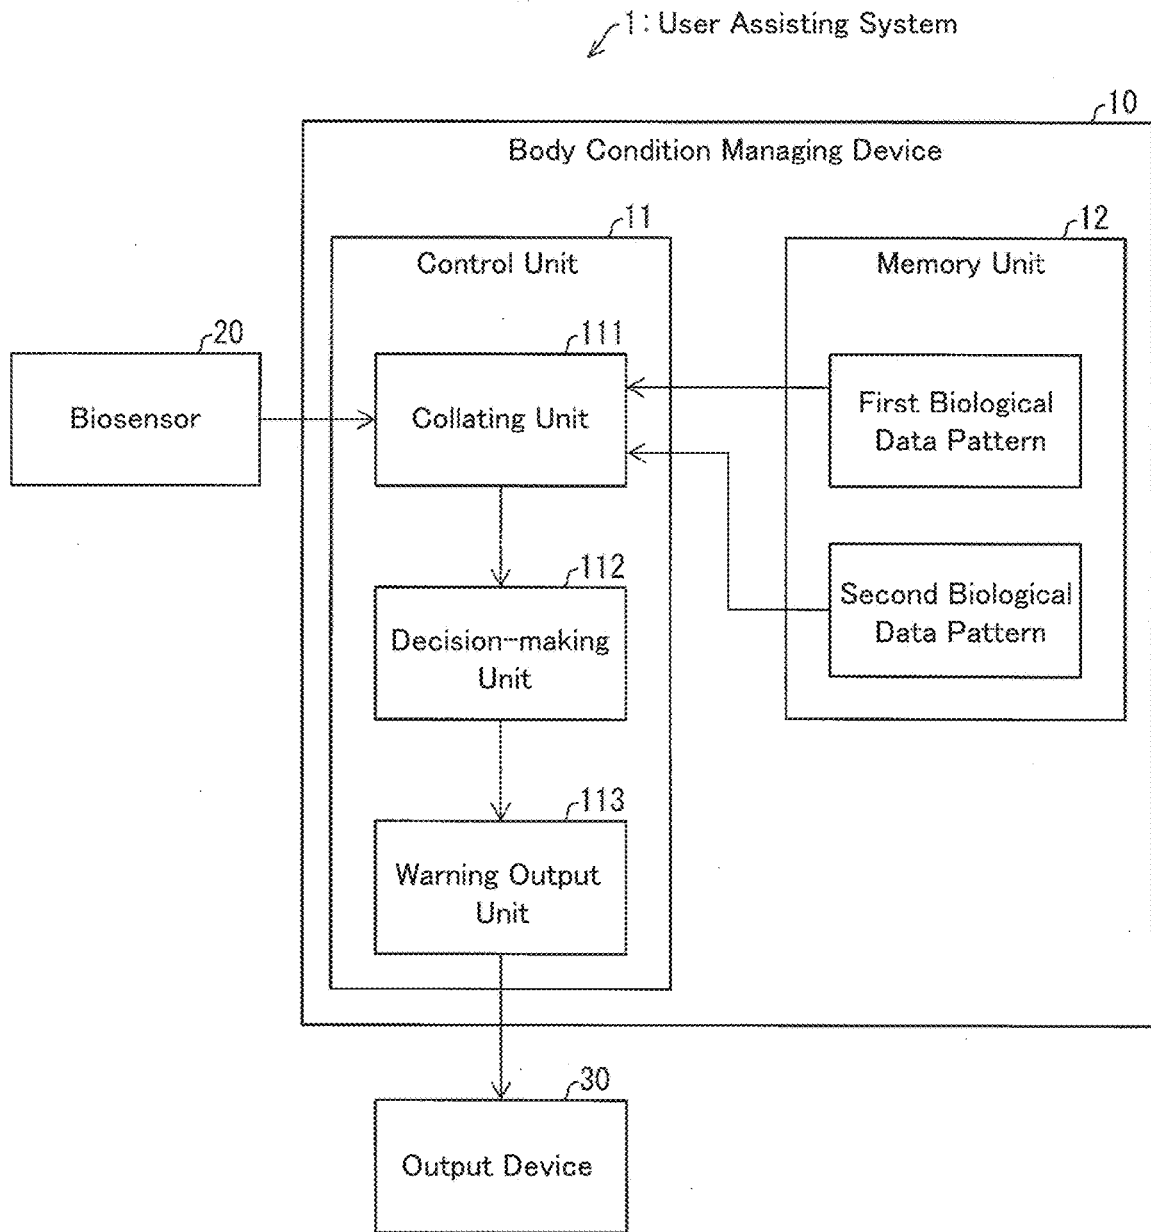 1: User Assisting System
10
Body Condition Managing Device
11
Control Unit
12
Memory Unit
20
Biosensor
111
Collating Unit
First Biological
Data Pattern
112
Decision-making
Unit
Second Biological
Data Pattern
113
Warning Output
Unit
30
Output Device